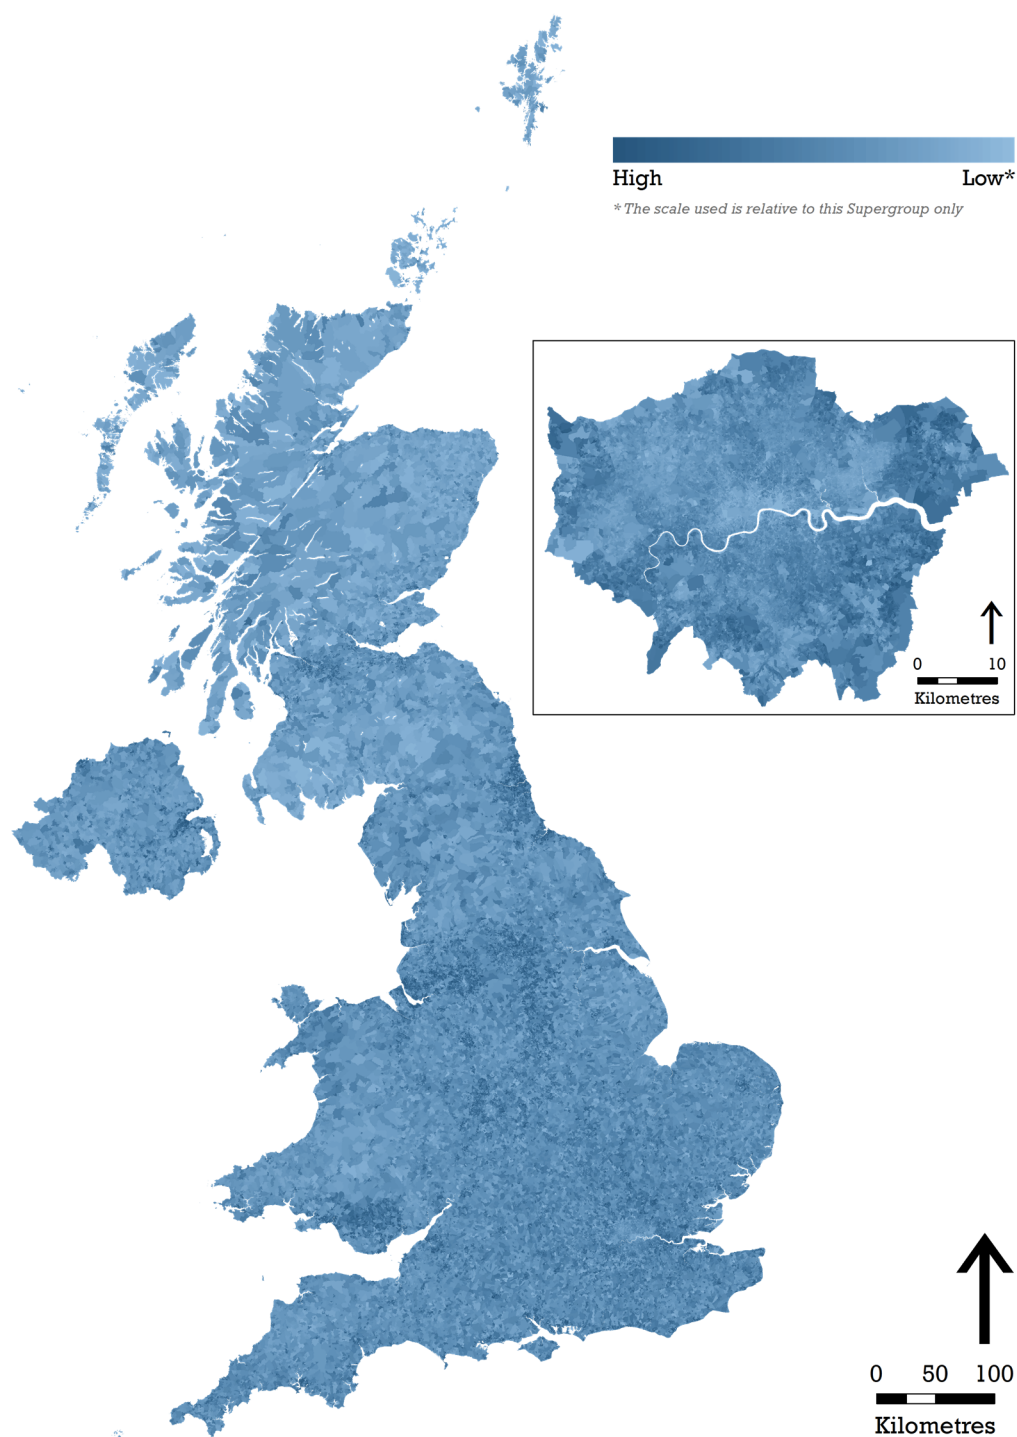 High Low*
* The scale used is relative to this Supergroup only
0 10
Kilometres
0 50 100
Kilometres